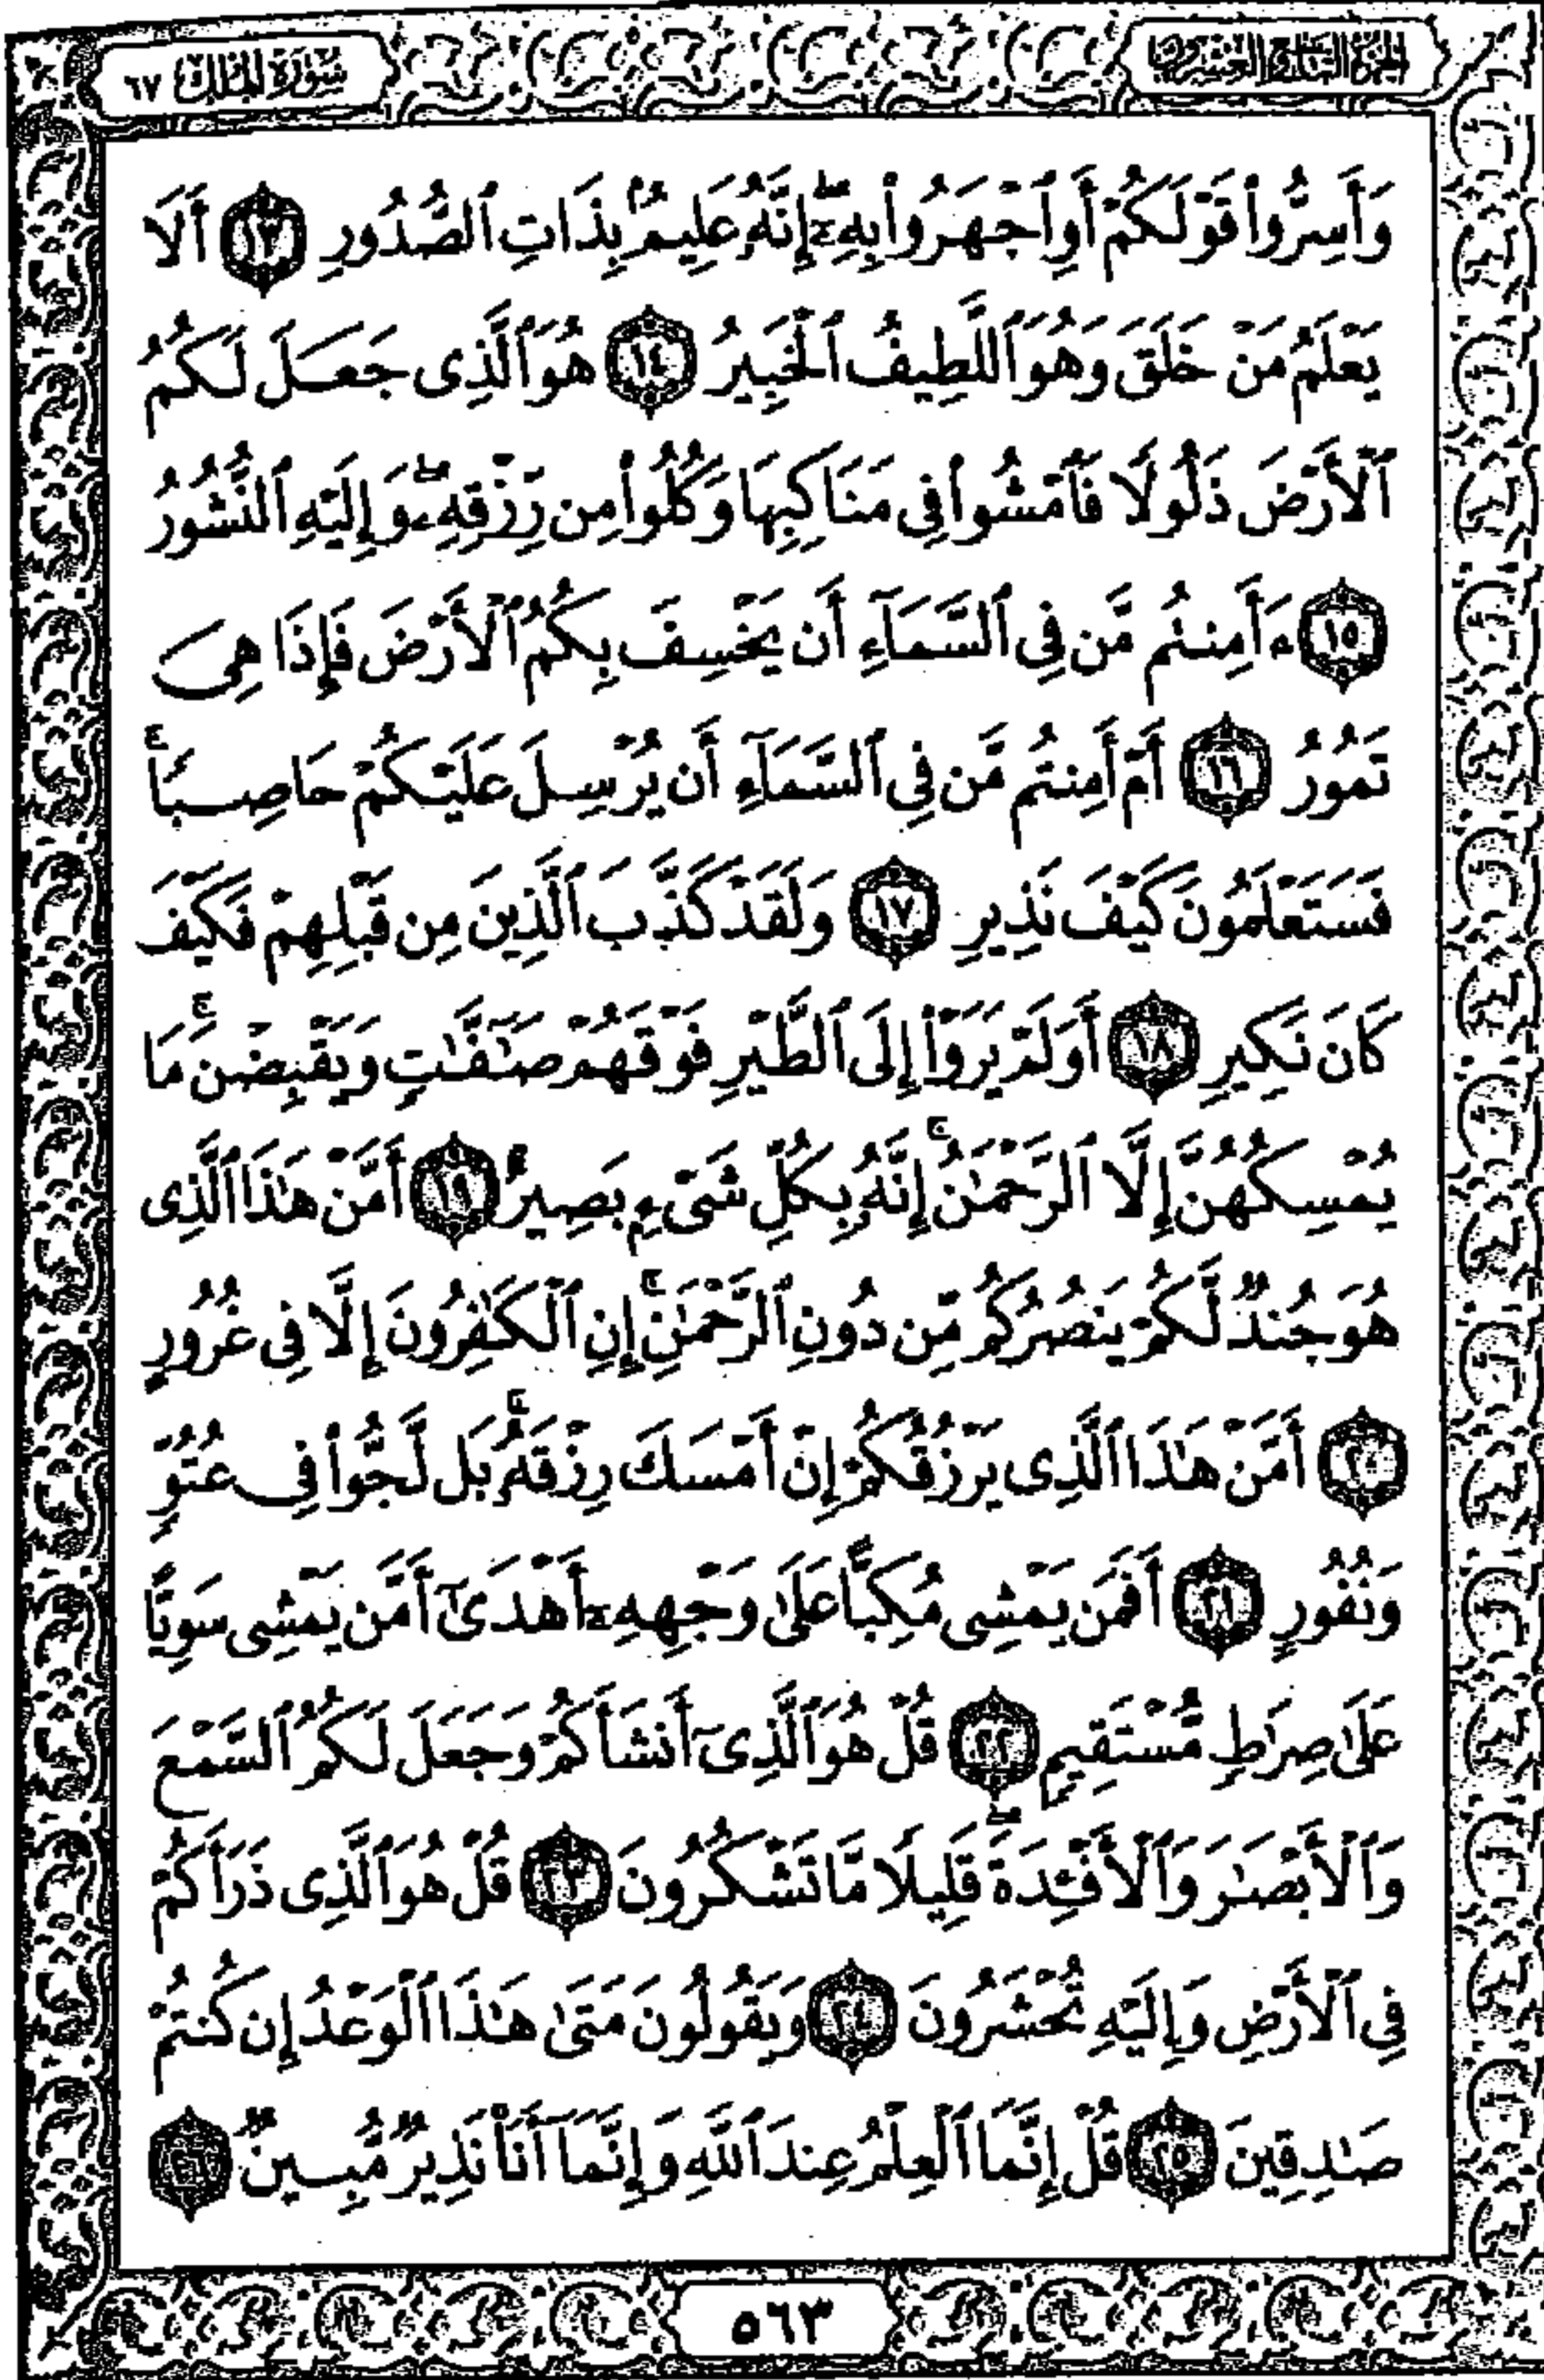 الجزء التاسع والعشرون
سورة الملك ٦٧
وَأَسِرُّوا۟ قَوْلَكُمْ أَوِ ٱجْهَرُوا۟ بِهِۦٓ ۖ إِنَّهُۥ عَلِيمٌۢ بِذَاتِ ٱلصُّدُورِ ١٣ أَلَا
يَعْلَمُ مَنْ خَلَقَ وَهُوَ ٱللَّطِيفُ ٱلْخَبِيرُ ١٤ هُوَ ٱلَّذِى جَعَلَ لَكُمُ
ٱلْأَرْضَ ذَلُولًا فَٱمْشُوا۟ فِى مَنَاكِبِهَا وَكُلُوا۟ مِن رِّزْقِهِۦ ۖ وَإِلَيْهِ ٱلنُّشُورُ
١٥ ءَأَمِنتُم مَّن فِى ٱلسَّمَآءِ أَن يَخْسِفَ بِكُمُ ٱلْأَرْضَ فَإِذَا هِىَ
تَمُورُ ١٦ أَمْ أَمِنتُم مَّن فِى ٱلسَّمَآءِ أَن يُرْسِلَ عَلَيْكُمْ حَاصِبًا ۖ
فَسَتَعْلَمُونَ كَيْفَ نَذِيرِ ١٧ وَلَقَدْ كَذَّبَ ٱلَّذِينَ مِن قَبْلِهِمْ فَكَيْفَ
كَانَ نَكِيرِ ١٨ أَوَلَمْ يَرَوْا۟ إِلَى ٱلطَّيْرِ فَوْقَهُمْ صَٰٓفَّٰتٍ وَيَقْبِضْنَ ۚ مَا
يُمْسِكُهُنَّ إِلَّا ٱلرَّحْمَٰنُ ۚ إِنَّهُۥ بِكُلِّ شَىْءٍۭ بَصِيرٌ ١٩ أَمَّنْ هَٰذَا ٱلَّذِى
هُوَ جُندٌ لَّكُمْ يَنصُرُكُم مِّن دُونِ ٱلرَّحْمَٰنِ ۚ إِنِ ٱلْكَٰفِرُونَ إِلَّا فِى غُرُورٍ
٢٠ أَمَّنْ هَٰذَا ٱلَّذِى يَرْزُقُكُمْ إِنْ أَمْسَكَ رِزْقَهُۥ ۚ بَل لَّجُّوا۟ فِى عُتُوٍّ
وَنُفُورٍ ٢١ أَفَمَن يَمْشِى مُكِبًّا عَلَىٰ وَجْهِهِۦٓ أَهْدَىٰٓ أَمَّن يَمْشِى سَوِيًّا
عَلَىٰ صِرَٰطٍ مُّسْتَقِيمٍ ٢٢ قُلْ هُوَ ٱلَّذِىٓ أَنشَأَكُمْ وَجَعَلَ لَكُمُ ٱلسَّمْعَ
وَٱلْأَبْصَٰرَ وَٱلْأَفْـِٔدَةَ ۖ قَلِيلًا مَّا تَشْكُرُونَ ٢٣ قُلْ هُوَ ٱلَّذِى ذَرَأَكُمْ
فِى ٱلْأَرْضِ وَإِلَيْهِ تُحْشَرُونَ ٢٤ وَيَقُولُونَ مَتَىٰ هَٰذَا ٱلْوَعْدُ إِن كُنتُمْ
صَٰدِقِينَ ٢٥ قُلْ إِنَّمَا ٱلْعِلْمُ عِندَ ٱللَّهِ وَإِنَّمَآ أَنَا۠ نَذِيرٌ مُّبِينٌ ٢٦
٥٦٣